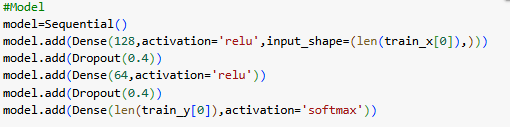 #Model
model=Sequential()
model.add(Dense(128,activation='relu',input_shape=(len(train_x[0]),)))
model.add(Dropout(0.4))
model.add(Dense(64,activation='relu'))
model.add(Dropout(0.4))
model.add(Dense(len(train_y[0]),activation='softmax'))